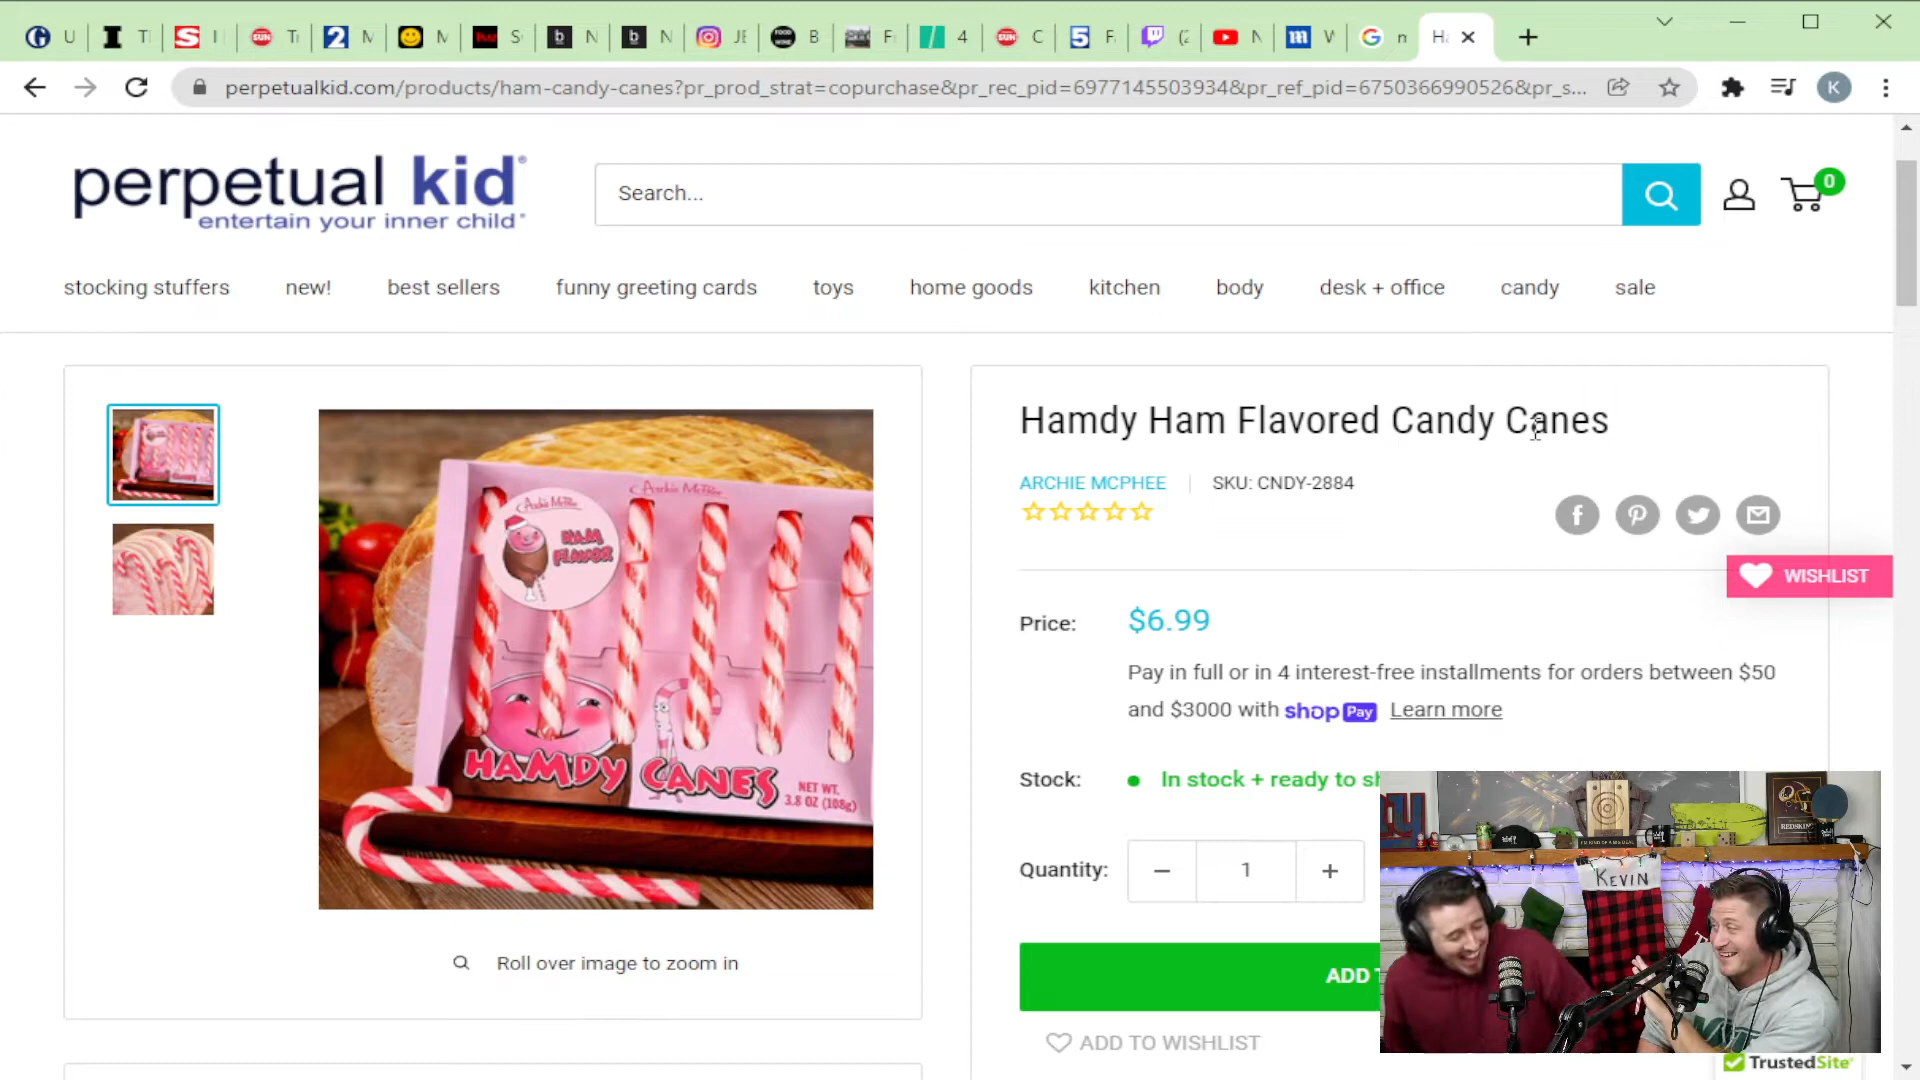 perpetualkid.com/products/ham-candy-canes?pr_prod_strat=copurchase&pr_rec_pid=6977145503934&pr_ref_pid=6750366990526&pr_s...
K
perpetual kid
entertain your inner child
Search...
0
stocking stuffers new! best sellers funny greeting cards toys home goods kitchen body desk + office candy sale
Hamdy Ham Flavored Candy Canes
ARCHIE MCPHEE SKU: CNDY-2884
WISHLIST
Archie McPhee
Archie McPhee
HAM
FLAVOR
HAMDY CANES
NET WT.
3.8 OZ (108g)
Price: $6.99
Pay in full or in 4 interest-free installments for orders between $50
and $3000 with shop Pay Learn more
Stock: In stock + ready to sh
Quantity: 1
ADD T
ADD TO WISHLIST
Roll over image to zoom in
KEVIN
REDSKINS
TrustedSite